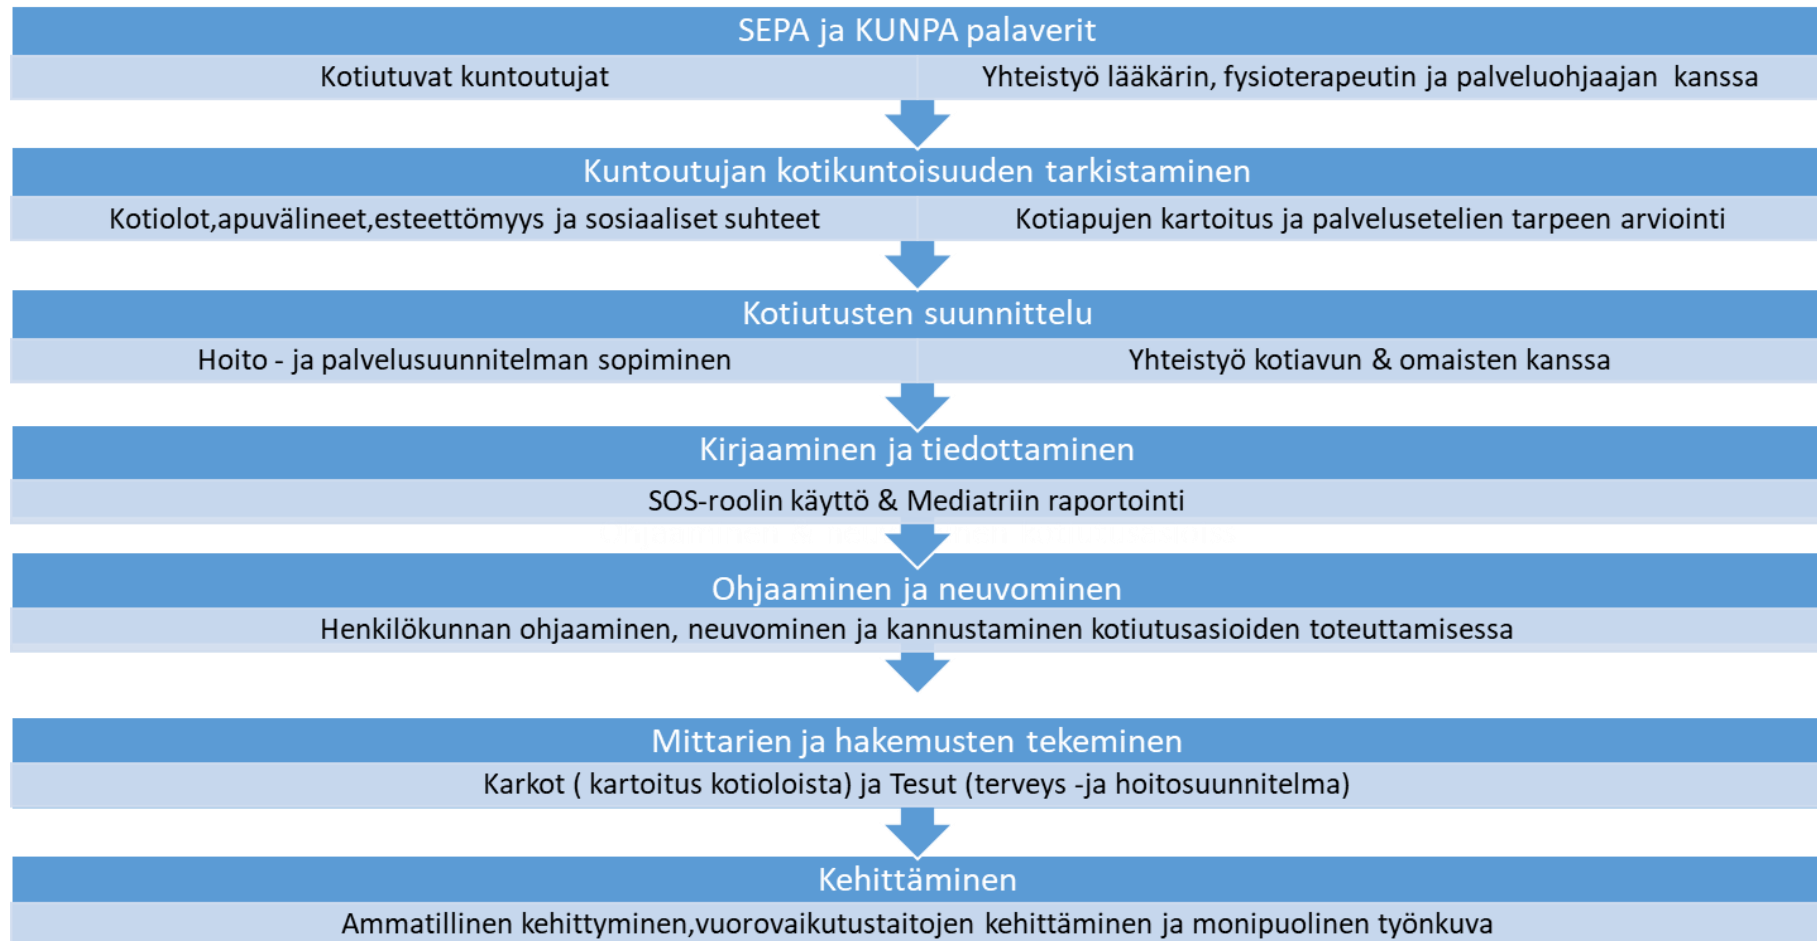 SEPA ja KUNPA palaverit
Kotiutuvat kuntoutujat
Yhteistyö lääkärin, fysioterapeutin ja palveluohjaajan kanssa
Kuntoutujan kotikuntoisuuden tarkistaminen
Kotiolot,apuvälineet,esteettömyys ja sosiaaliset suhteet
Kotiapujen kartoitus ja palvelusetelien tarpeen arviointi
Kotiutusten suunnittelu
Hoito - ja palvelusuunnitelman sopiminen
Yhteistyö kotiavun & omaisten kanssa
Kirjaaminen ja tiedottaminen
SOS-roolin käyttö & Mediatriin raportointi
Ohjaaminen ja neuvominen
Henkilökunnan ohjaaminen, neuvominen ja kannustaminen kotiutusasioiden toteuttamisessa
Mittarien ja hakemusten tekeminen
Karkot ( kartoitus kotioloista) ja Tesut (terveys -ja hoitosuunnitelma)
Kehittäminen
Ammatillinen kehittyminen,vuorovaikutustaitojen kehittäminen ja monipuolinen työnkuva